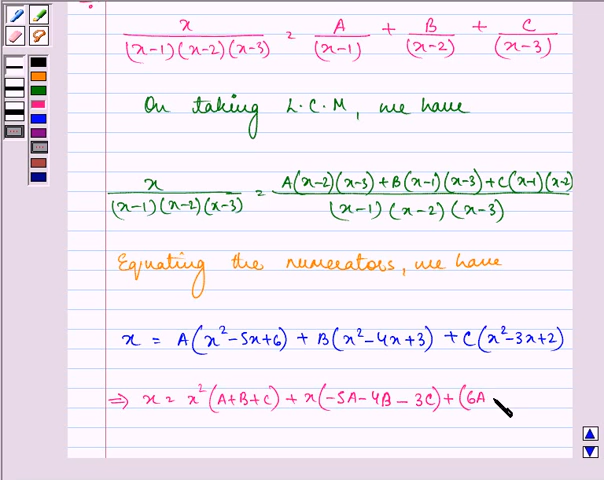 x/((x-1)(x-2)(x-3)) = A/(x-1) + B/(x-2) + C/(x-3)
On taking L.C.M, we have
x/((x-1)(x-2)(x-3)) = (A(x-2)(x-3)+B(x-1)(x-3)+C(x-1)(x-2))/((x-1)(x-2)(x-3))
Equating the numerators, we have
x = A(x²-5x+6) + B(x²-4x+3) + C(x²-3x+2)
⇒ x = x²(A+B+C) + x(-5A-4B-3C)+(6A